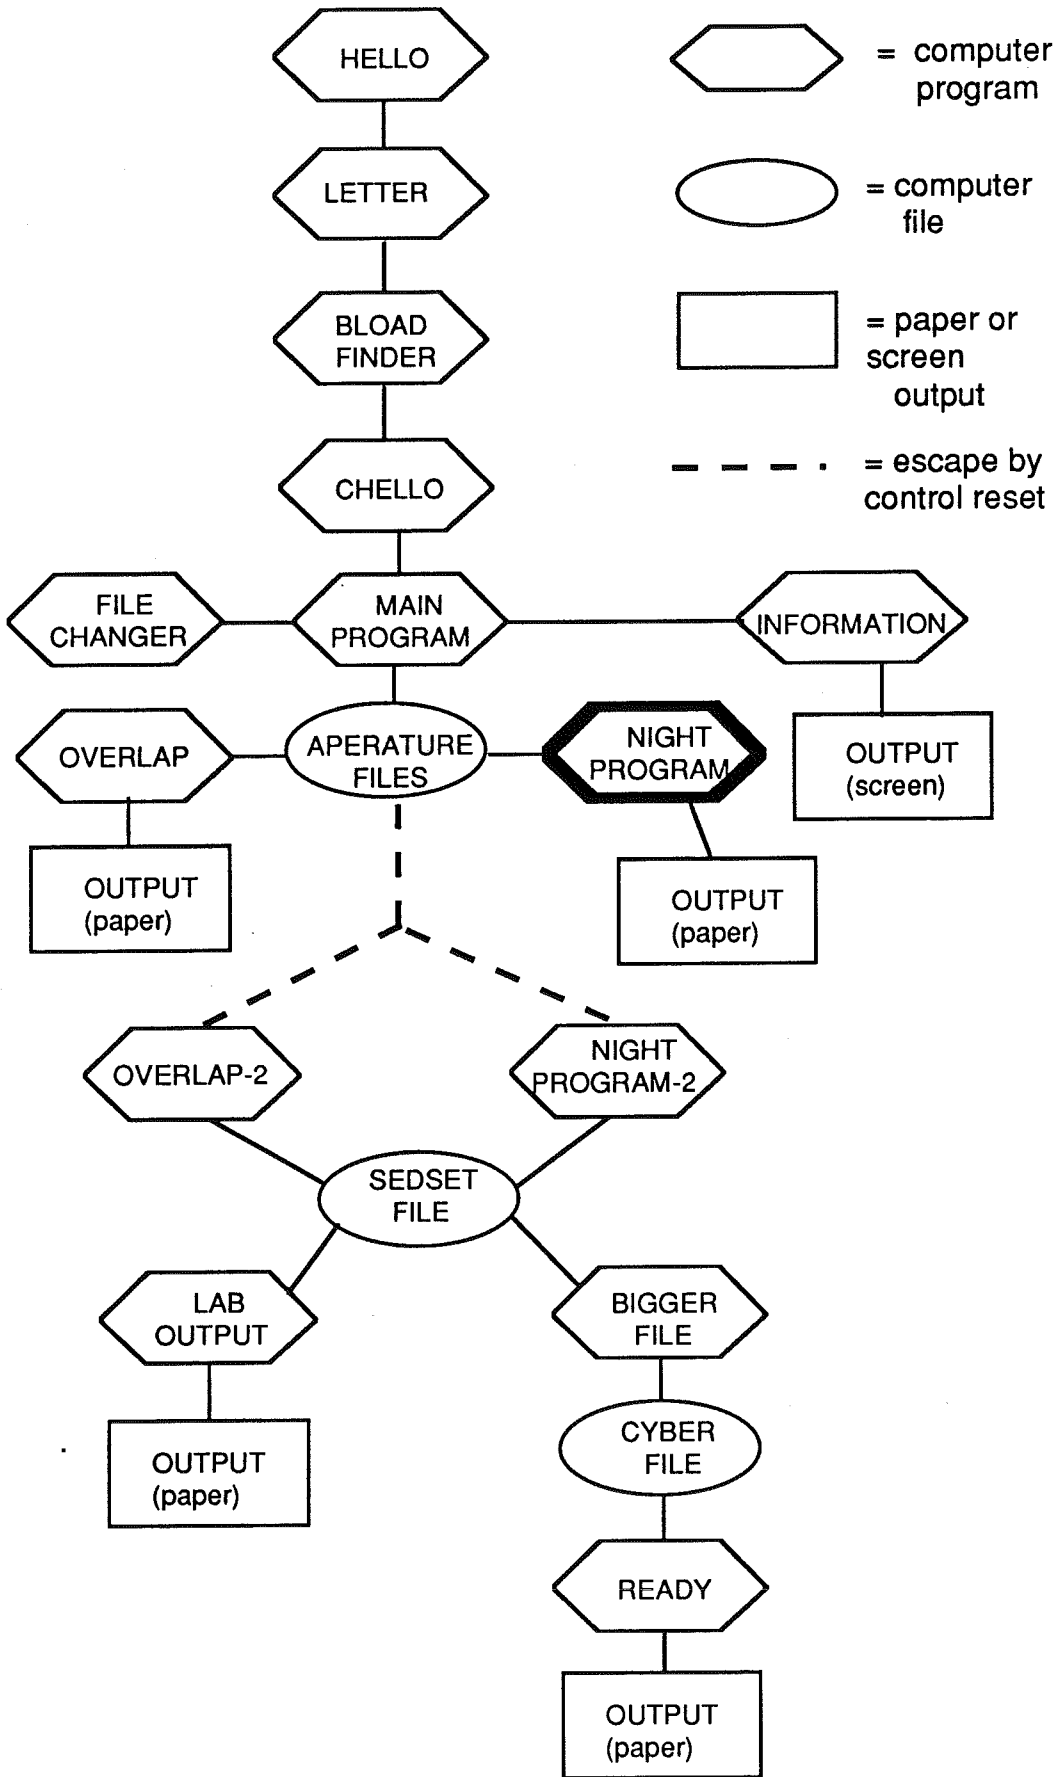 HELLO
= computer
program
LETTER
= computer
file
BLOAD
FINDER
= paper or
screen
output
CHELLO
= escape by
control reset
FILE
CHANGER
MAIN
PROGRAM
INFORMATION
OVERLAP
APERATURE
FILES
NIGHT
PROGRAM
OUTPUT
(screen)
OUTPUT
(paper)
OUTPUT
(paper)
OVERLAP-2
NIGHT
PROGRAM-2
SEDSET
FILE
LAB
OUTPUT
BIGGER
FILE
OUTPUT
(paper)
CYBER
FILE
READY
OUTPUT
(paper)